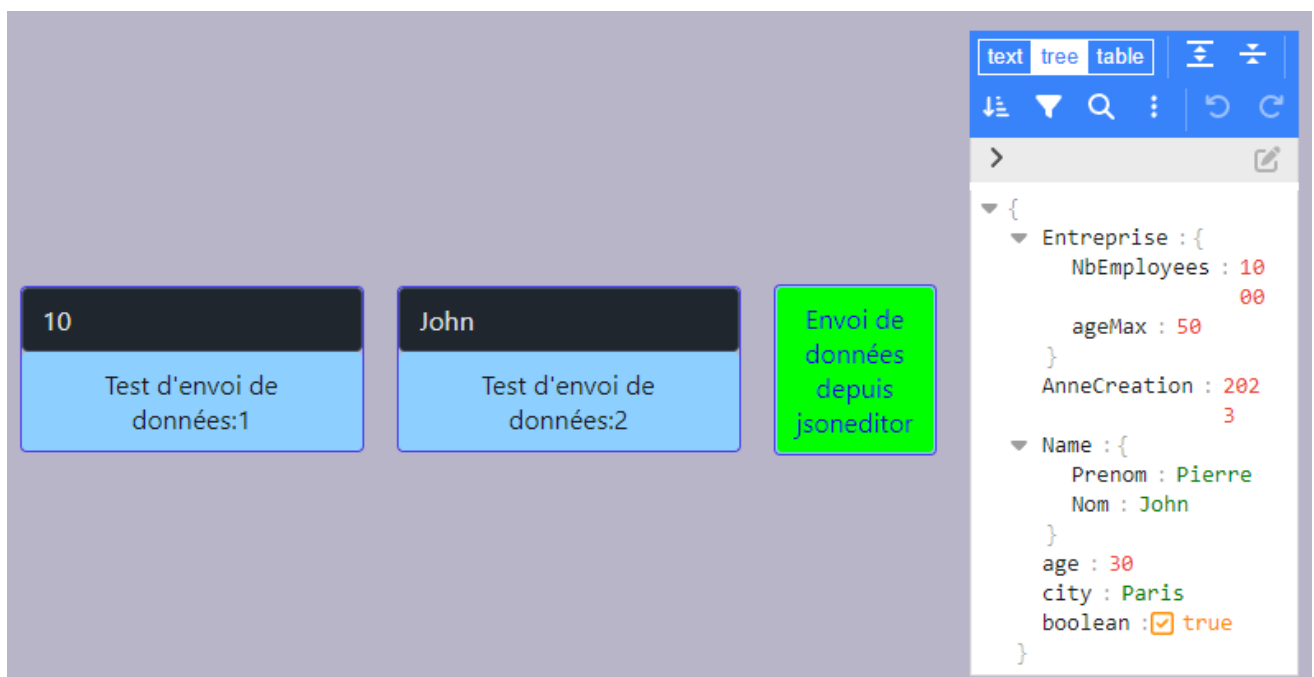 text tree table
10
Test d'envoi de
données:1
John
Test d'envoi de
données:2
Envoi de
données
depuis
jsoneditor
{
Entreprise : {
NbEmployees : 10
00
ageMax : 50
}
AnneCreation : 202
3
Name : {
Prenom : Pierre
Nom : John
}
age : 30
city : Paris
boolean : true
}